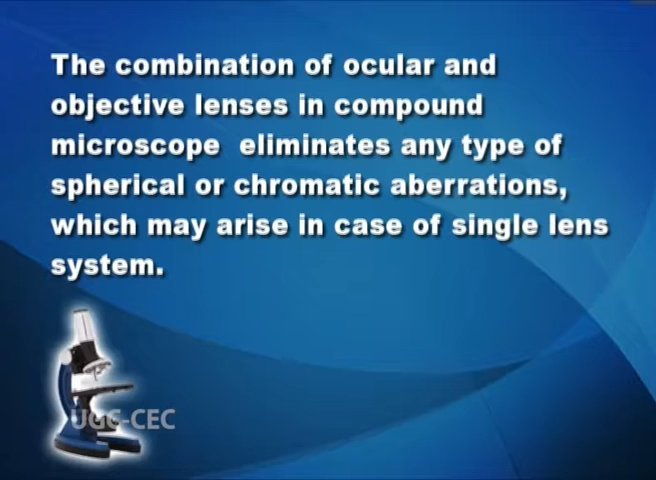 The combination of ocular and
objective lenses in compound
microscope eliminates any type of
spherical or chromatic aberrations,
which may arise in case of single lens
system.
UGC-CEC